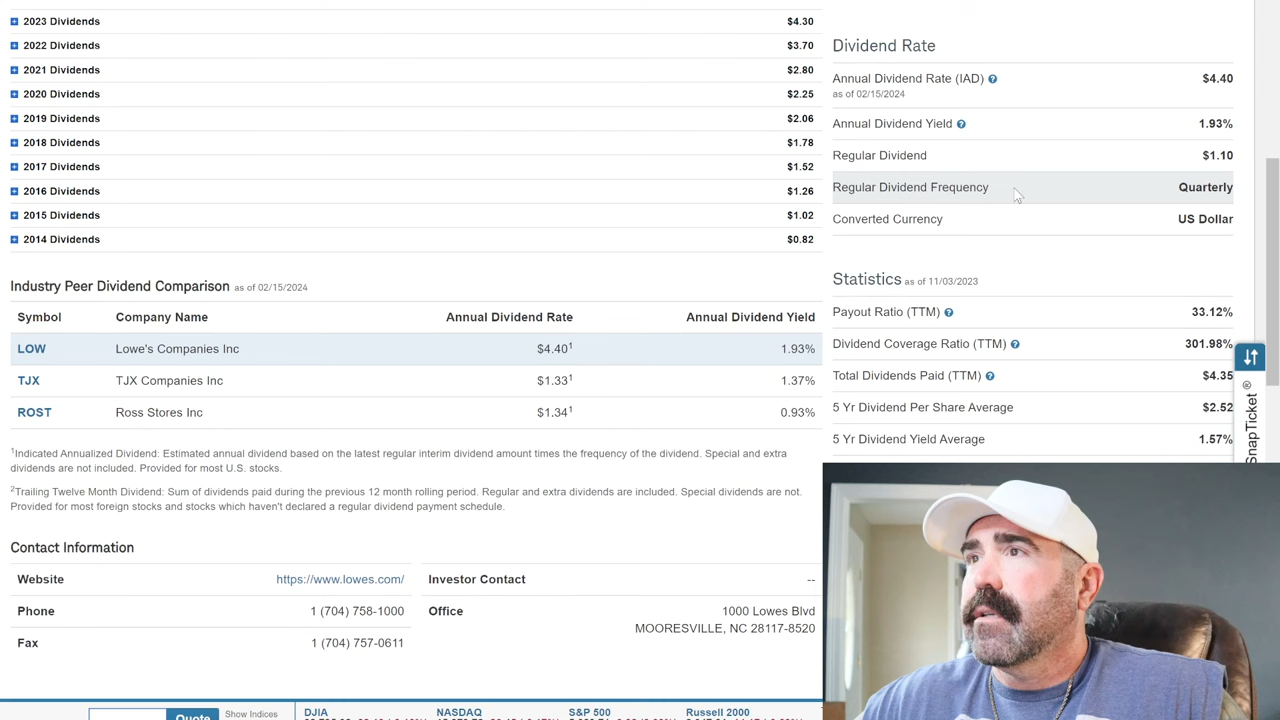 2023 Dividends $4.30
2022 Dividends $3.70
2021 Dividends $2.80
2020 Dividends $2.25
2019 Dividends $2.06
2018 Dividends $1.78
2017 Dividends $1.52
2016 Dividends $1.26
2015 Dividends $1.02
2014 Dividends $0.82
Industry Peer Dividend Comparison as of 02/15/2024
Symbol Company Name Annual Dividend Rate Annual Dividend Yield
LOW Lowe's Companies Inc $4.40¹ 1.93%
TJX TJX Companies Inc $1.33¹ 1.37%
ROST Ross Stores Inc $1.34¹ 0.93%
¹Indicated Annualized Dividend: Estimated annual dividend based on the latest regular interim dividend amount times the frequency of the dividend. Special and extra
dividends are not included. Provided for most U.S. stocks.
²Trailing Twelve Month Dividend: Sum of dividends paid during the previous 12 month rolling period. Regular and extra dividends are included. Special dividends are not.
Provided for most foreign stocks and stocks which haven't declared a regular dividend payment schedule.
Contact Information
Website https://www.lowes.com/
Phone 1 (704) 758-1000
Fax 1 (704) 757-0611
Investor Contact --
Office 1000 Lowes Blvd
MOORESVILLE, NC 28117-8520
Dividend Rate
Annual Dividend Rate (IAD) ? $4.40
as of 02/15/2024
Annual Dividend Yield ? 1.93%
Regular Dividend $1.10
Regular Dividend Frequency Quarterly
Converted Currency US Dollar
Statistics as of 11/03/2023
Payout Ratio (TTM) ? 33.12%
Dividend Coverage Ratio (TTM) ? 301.98%
Total Dividends Paid (TTM) ? $4.35
5 Yr Dividend Per Share Average $2.52
5 Yr Dividend Yield Average 1.57%
SnapTicket®
Quote Show Indices
DJIA NASDAQ S&P 500 Russell 2000